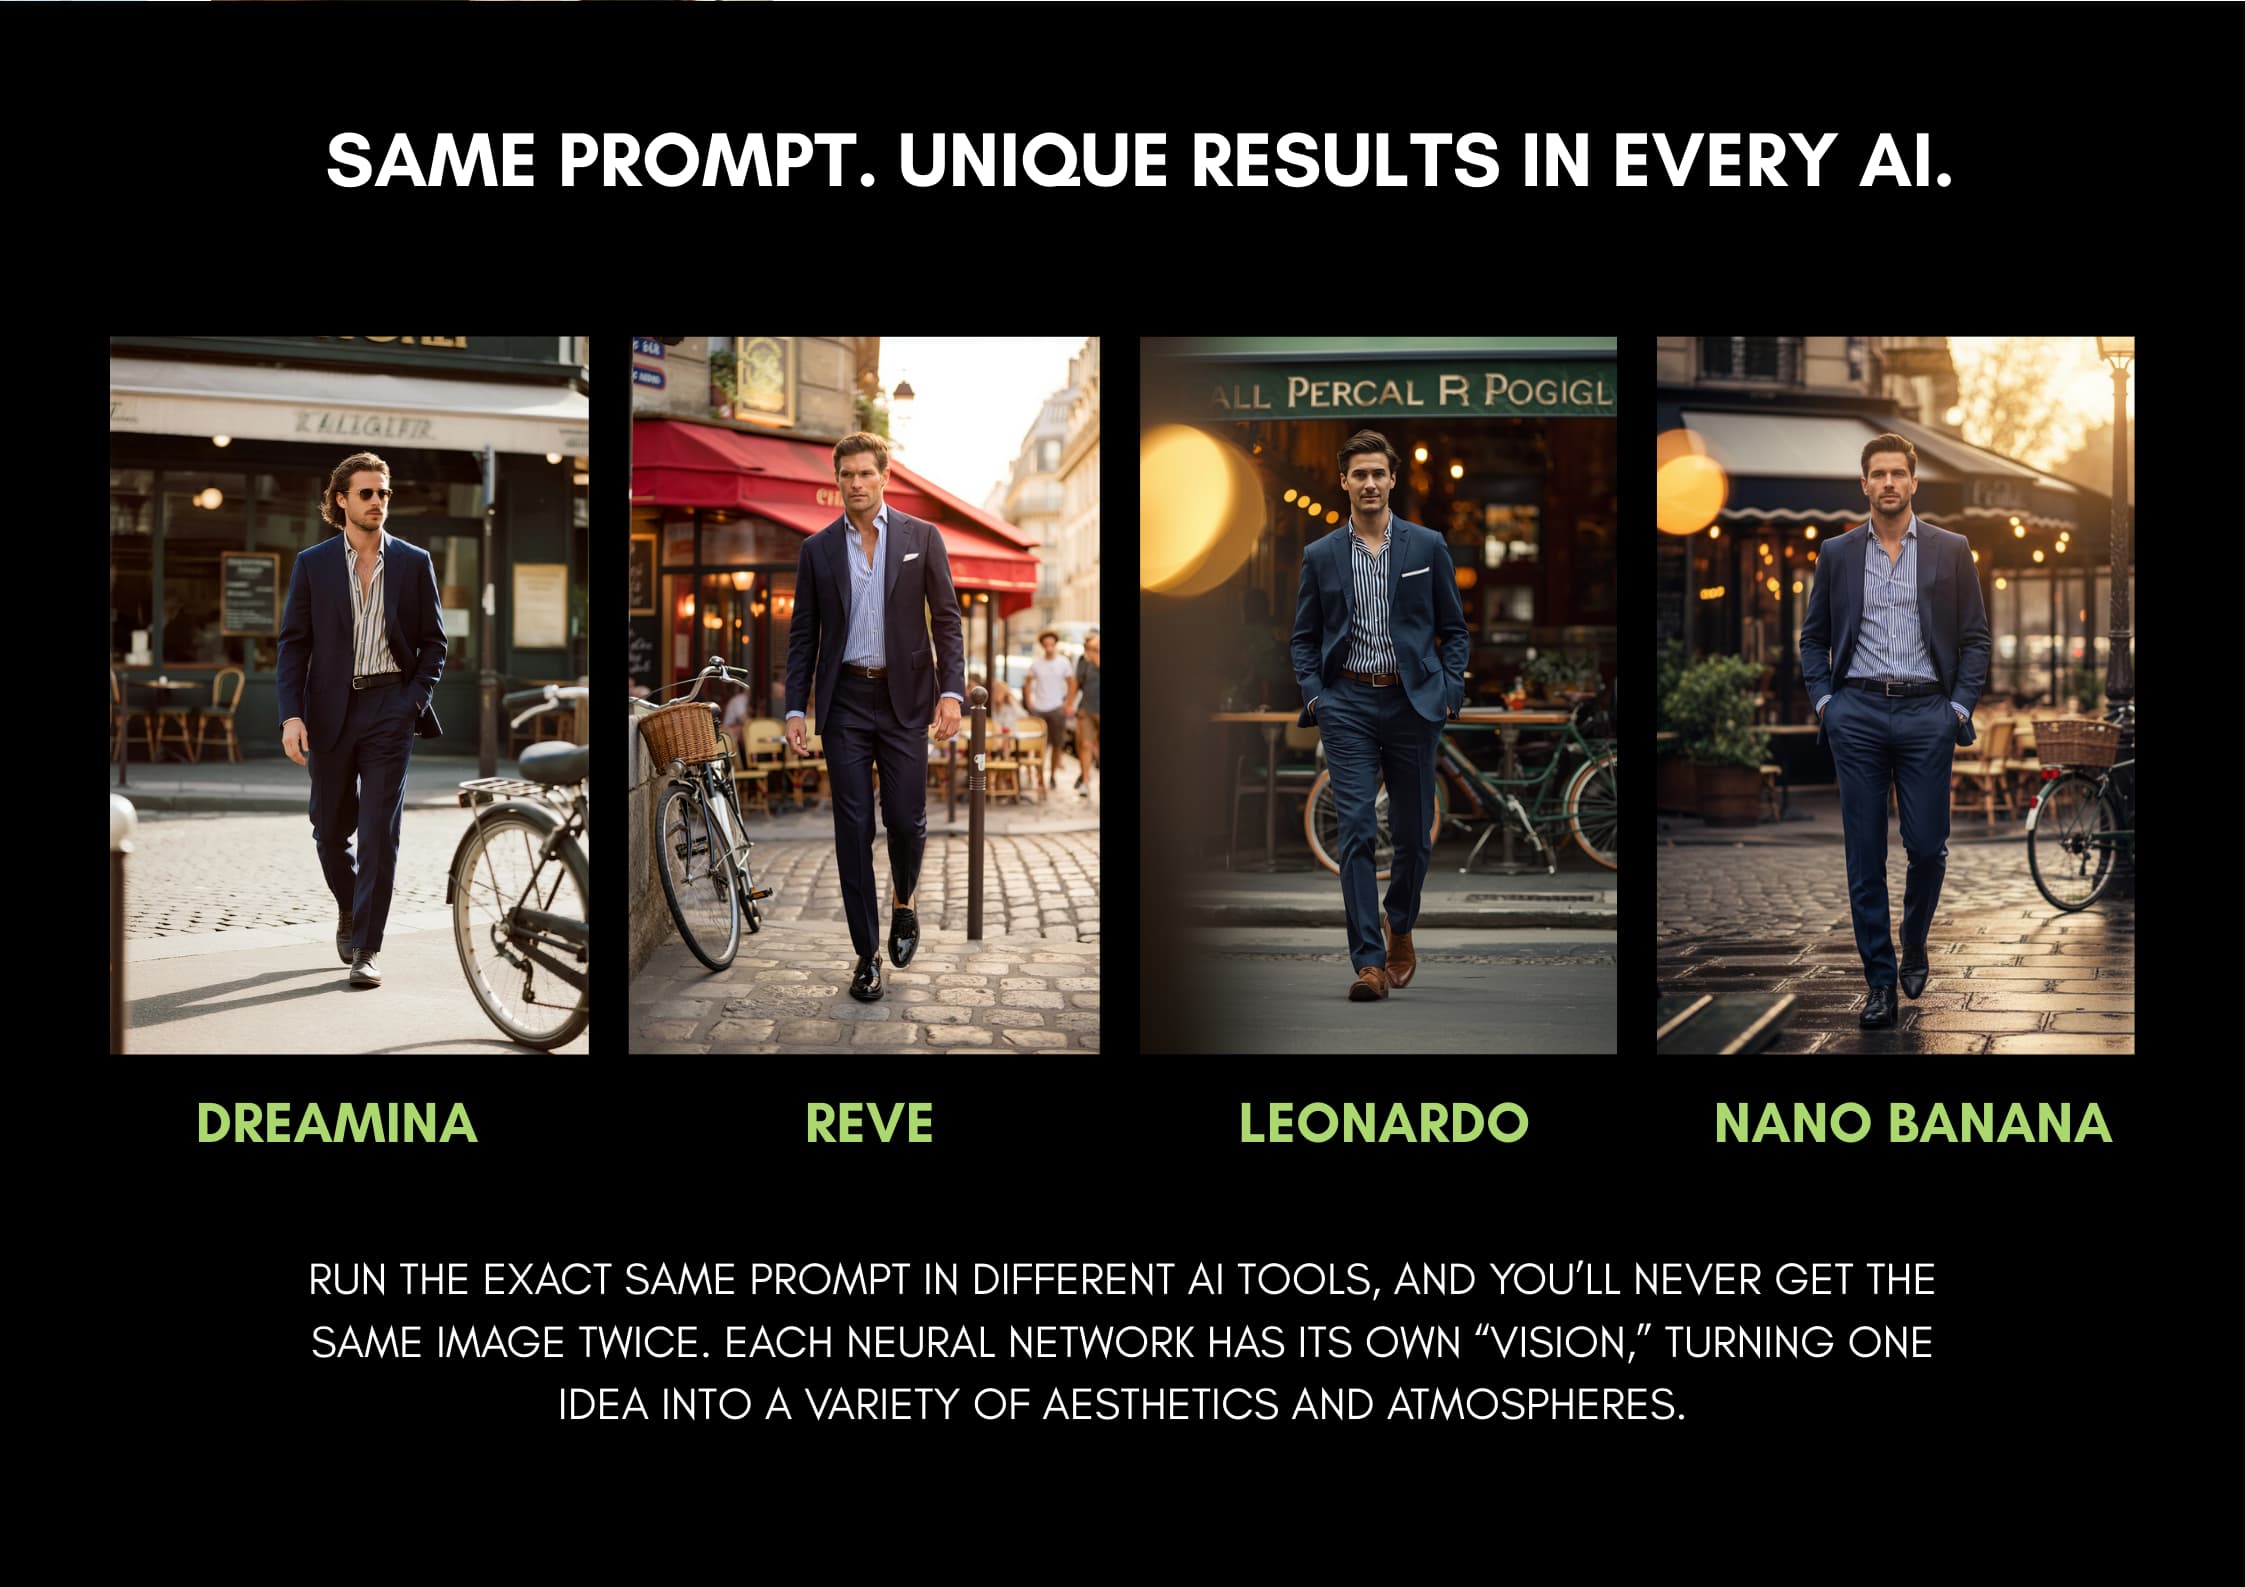 SAME PROMPT. UNIQUE RESULTS IN EVERY AI.
ALL PERCAL R POGIGL
DREAMINA
REVE
LEONARDO
NANO BANANA
RUN THE EXACT SAME PROMPT IN DIFFERENT AI TOOLS, AND YOU’LL NEVER GET THE
SAME IMAGE TWICE. EACH NEURAL NETWORK HAS ITS OWN “VISION,” TURNING ONE
IDEA INTO A VARIETY OF AESTHETICS AND ATMOSPHERES.